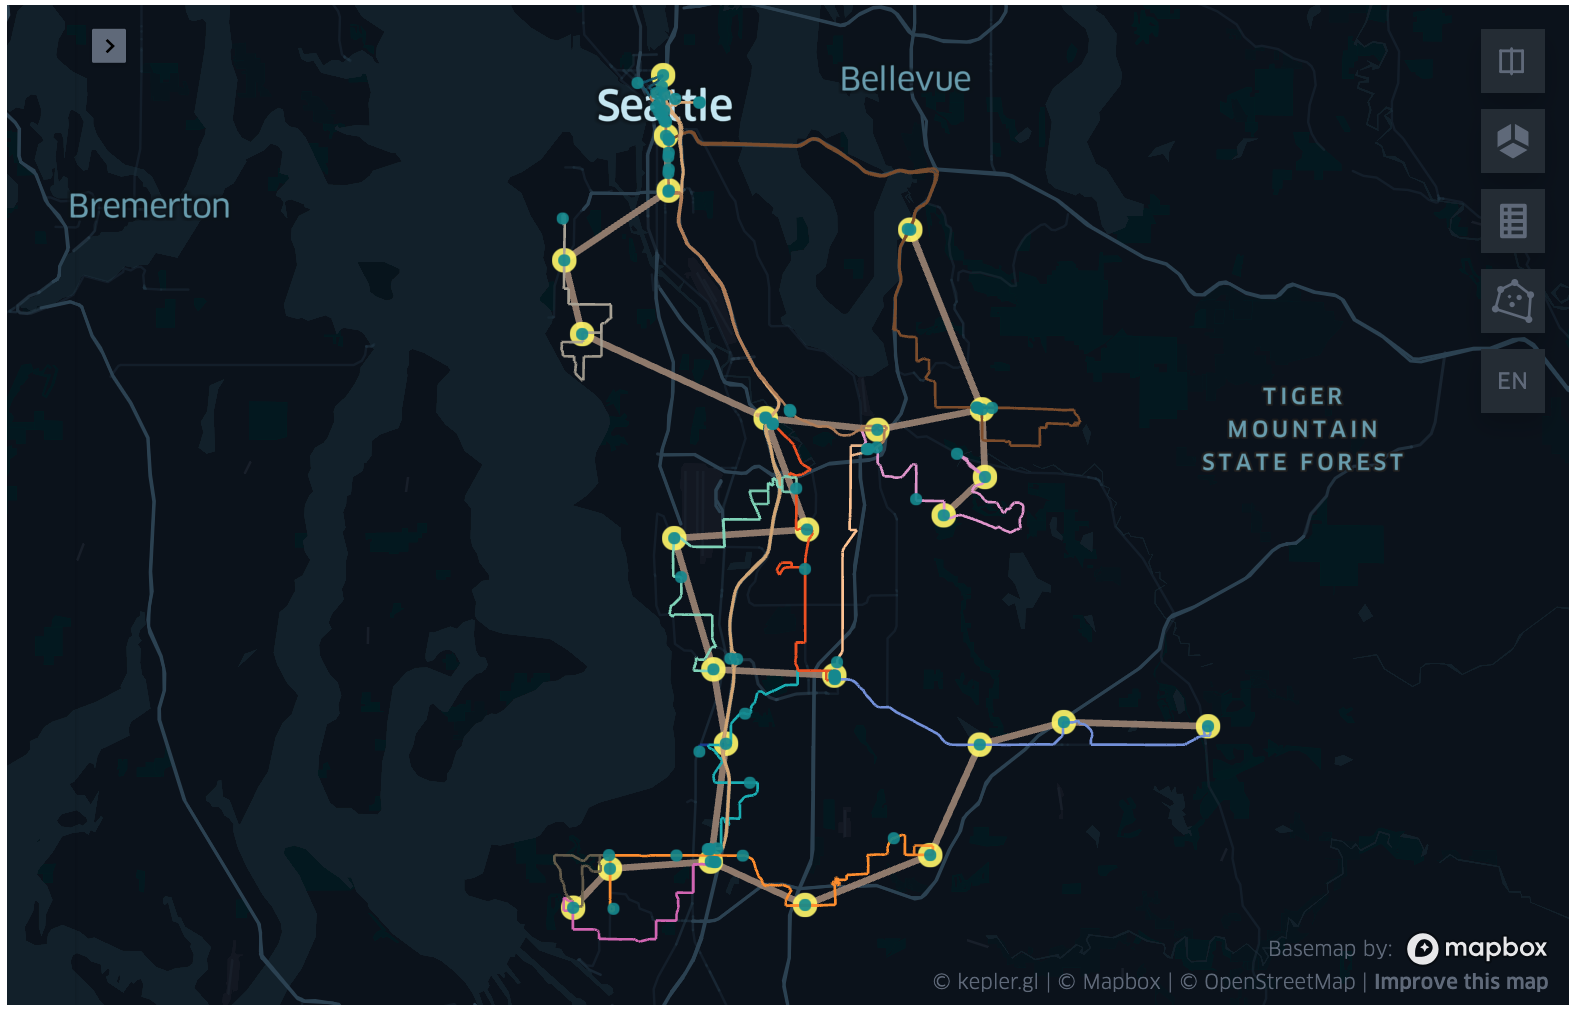 Bellevue
Seattle
Bremerton
EN
TIGER
MOUNTAIN
STATE FOREST
Basemap by: mapbox
© kepler.gl | © Mapbox | © OpenStreetMap | Improve this map